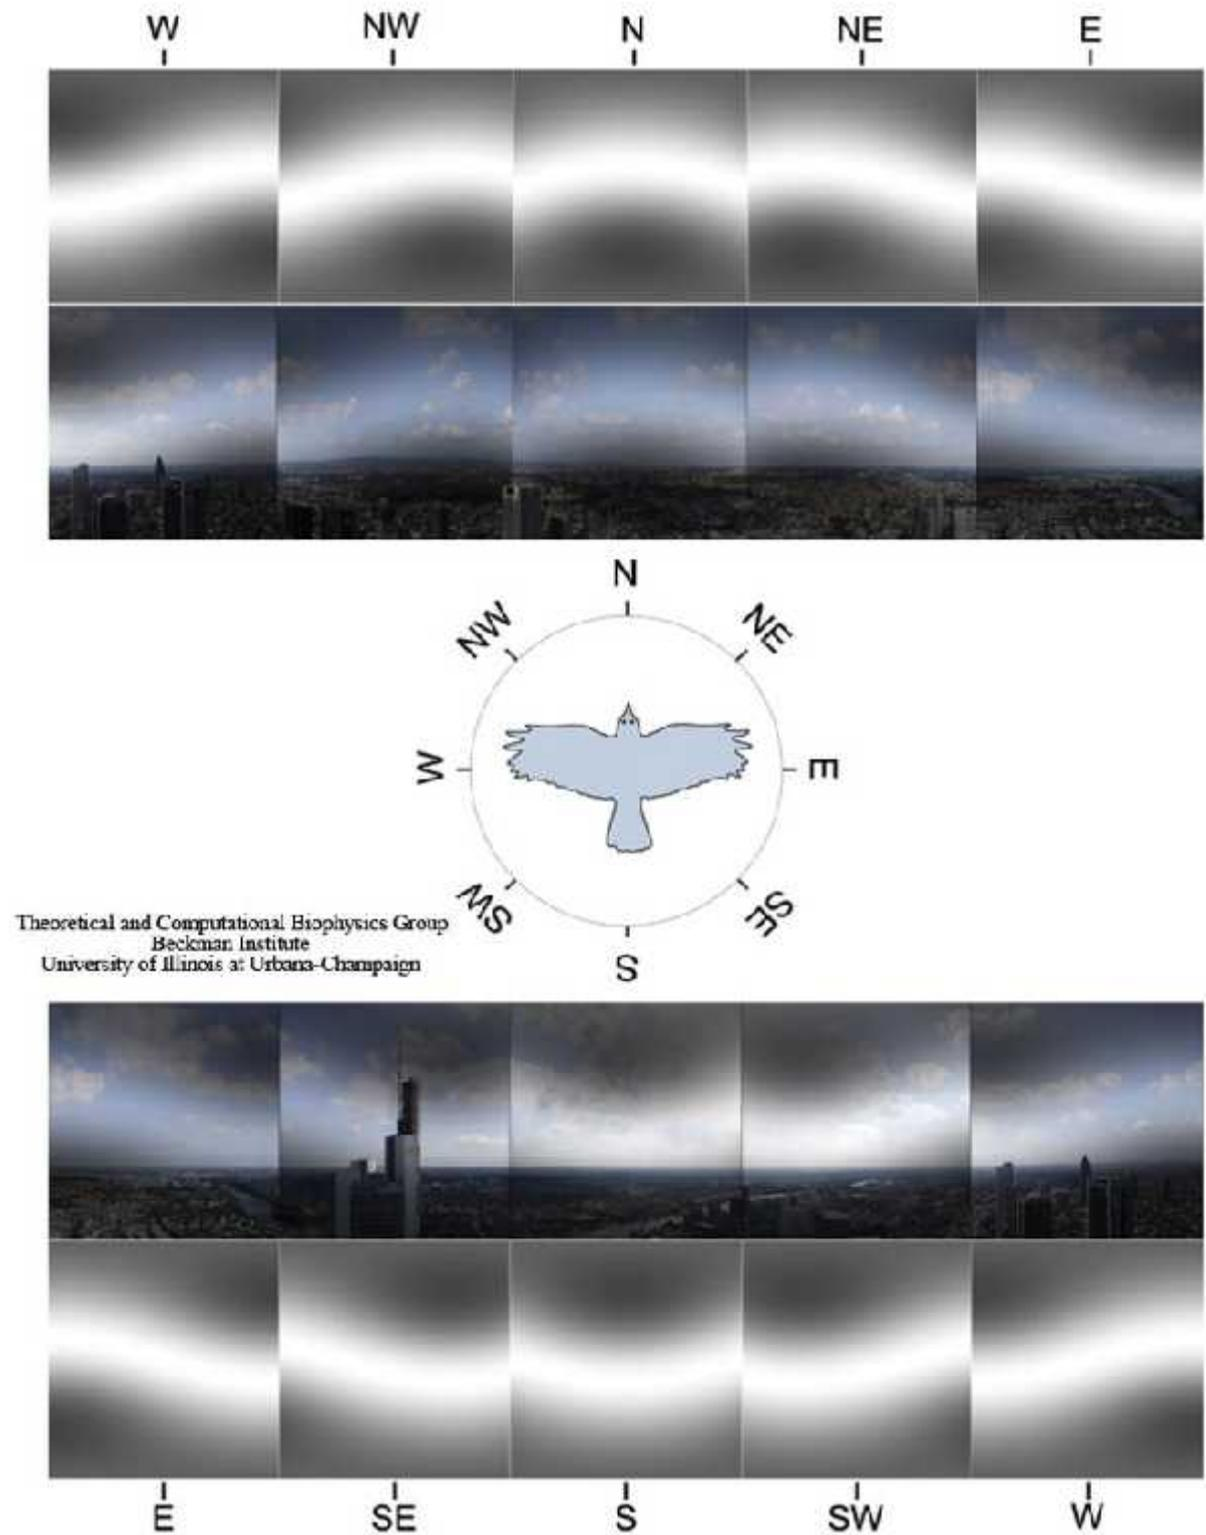 W NW N NE E
N
NW NE
W E
SW SE
Theoretical and Computational Biophysics Group
Beckman Institute
University of Illinois at Urbana-Champaign
S
E SE S SW W